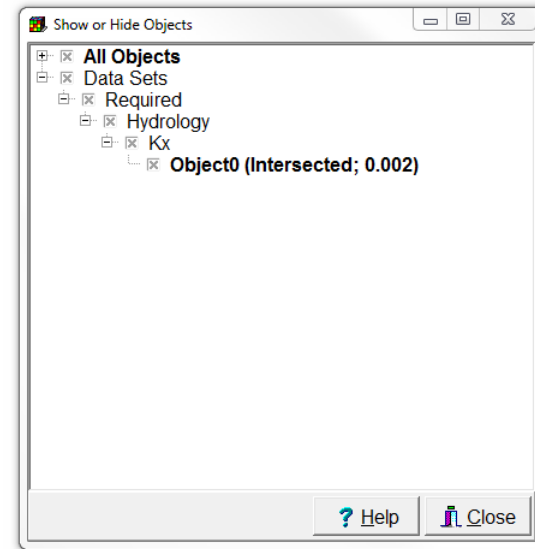 Show or Hide Objects
All Objects
Data Sets
Required
Hydrology
Kx
Object0 (Intersected; 0.002)
? Help
Close